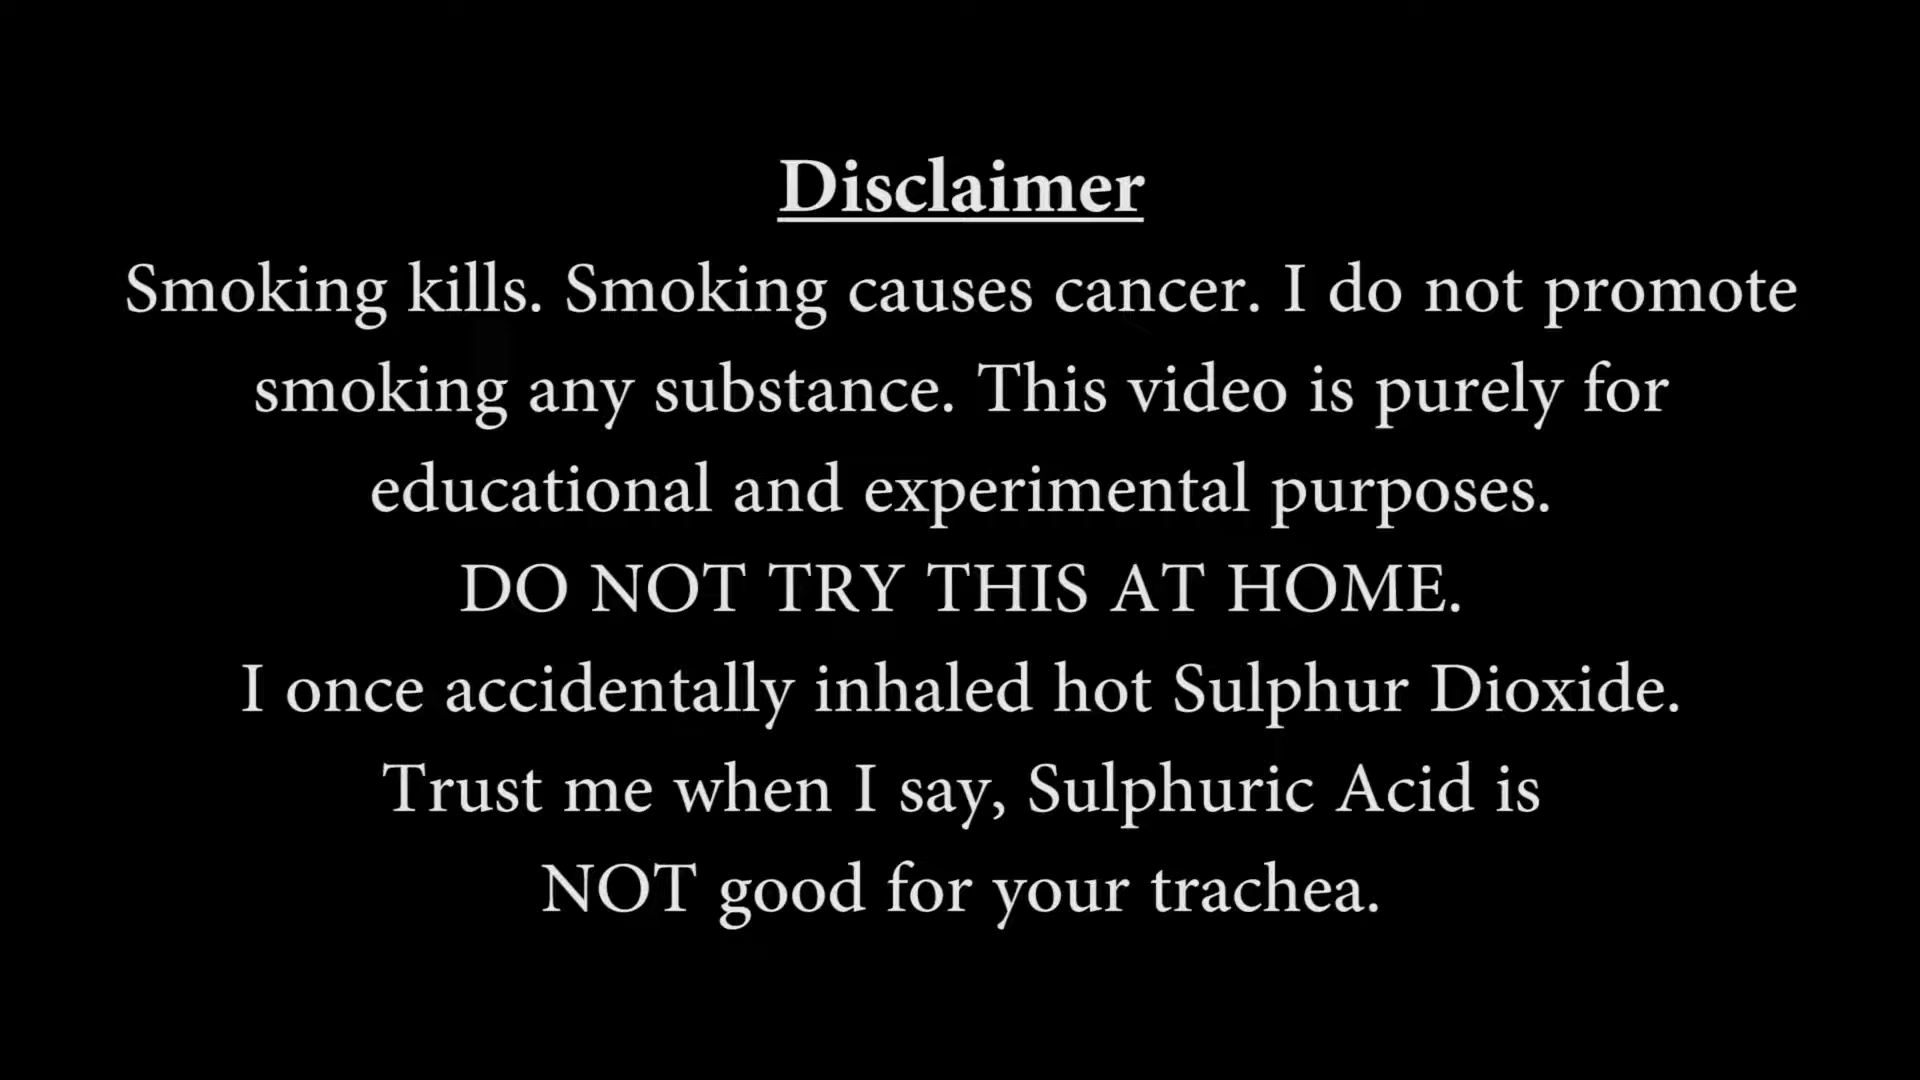 Disclaimer
Smoking kills. Smoking causes cancer. I do not promote
smoking any substance. This video is purely for
educational and experimental purposes.
DO NOT TRY THIS AT HOME.
I once accidentally inhaled hot Sulphur Dioxide.
Trust me when I say, Sulphuric Acid is
NOT good for your trachea.